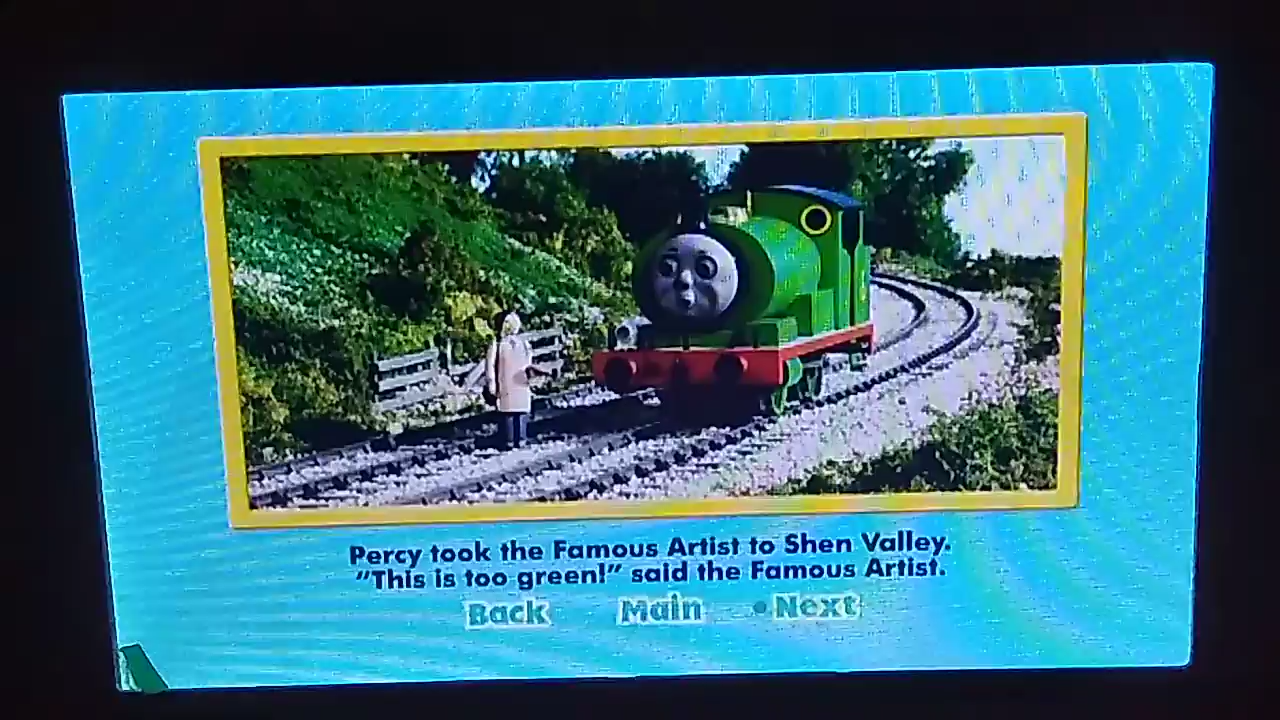 Percy took the Famous Artist to Shen Valley.
“This is too green!” said the Famous Artist.
Back Main • Next